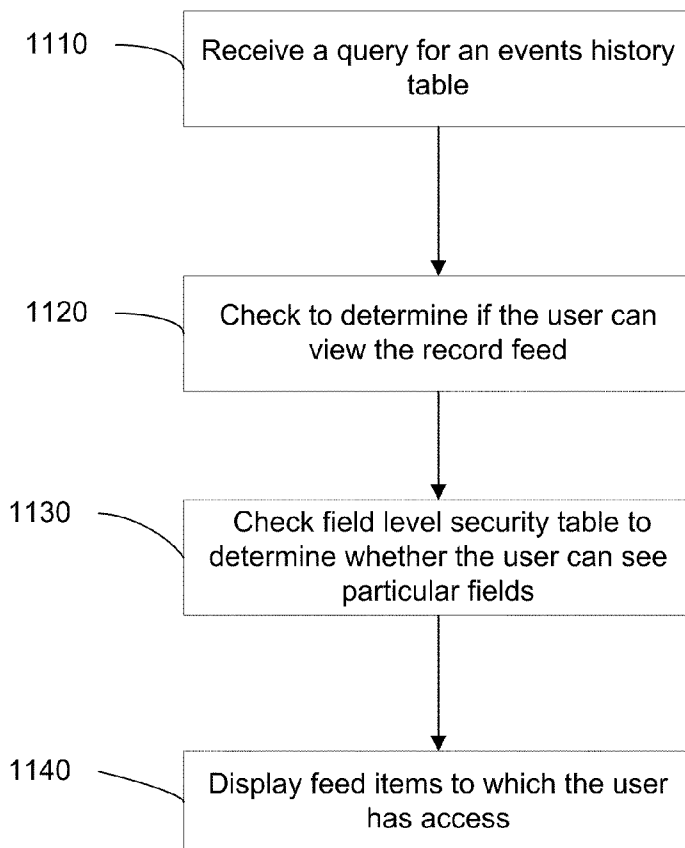 1110
Receive a query for an events history
table
1120
Check to determine if the user can
view the record feed
1130
Check field level security table to
determine whether the user can see
particular fields
1140
Display feed items to which the user
has access